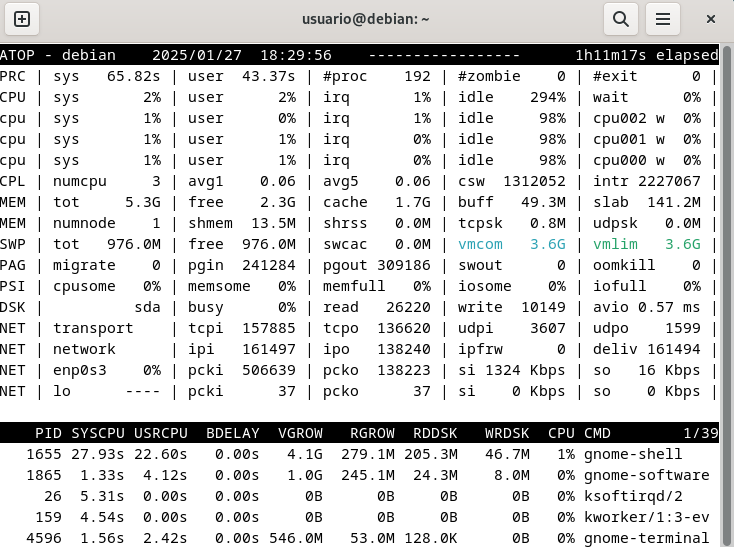 usuario@debian: ~
ATOP - debian    2025/01/27  18:29:56    -----------------      1h11m17s elapsed
PRC | sys   65.82s | user  43.37s | #proc    192 | #zombie    0 | #exit      0 |
CPU | sys       2% | user      2% | irq       1% | idle    294% | wait      0% |
cpu | sys       1% | user      0% | irq       1% | idle     98% | cpu002 w  0% |
cpu | sys       1% | user      1% | irq       0% | idle     98% | cpu001 w  0% |
cpu | sys       1% | user      1% | irq       0% | idle     98% | cpu000 w  0% |
CPL | numcpu     3 | avg1    0.06 | avg5    0.06 | csw  1312052 | intr 2227067 |
MEM | tot     5.3G | free    2.3G | cache   1.7G | buff   49.3M | slab  141.2M |
MEM | numnode    1 | shmem  13.5M | shrss   0.0M | tcpsk   0.8M | udpsk   0.0M |
SWP | tot   976.0M | free  976.0M | swcac   0.0M | vmcom   3.6G | vmlim   3.6G |
PAG | migrate    0 | pgin  241284 | pgout 309186 | swout      0 | oomkill    0 |
PSI | cpusome   0% | memsome   0% | memfull   0% | iosome    0% | iofull    0% |
DSK |          sda | busy      0% | read   26220 | write  10149 | avio 0.57 ms |
NET | transport    | tcpi  157885 | tcpo  136620 | udpi    3607 | udpo    1599 |
NET | network      | ipi   161497 | ipo   138240 | ipfrw      0 | deliv 161494 |
NET | enp0s3    0% | pcki  506639 | pcko  138223 | si 1324 Kbps | so   16 Kbps |
NET | lo      ---- | pcki      37 | pcko      37 | si    0 Kbps | so    0 Kbps |
PID SYSCPU USRCPU  BDELAY  VGROW   RGROW  RDDSK   WRDSK  CPU CMD        1/39
1655 27.93s 22.60s   0.00s   4.1G  279.1M 205.3M   46.7M   1% gnome-shell
1865  1.33s  4.12s   0.00s   1.0G  245.1M  24.3M    8.0M   0% gnome-software
26  5.31s  0.00s   0.00s     0B      0B     0B      0B   0% ksoftirqd/2
159  4.54s  0.00s   0.00s     0B      0B     0B      0B   0% kworker/1:3-ev
4596  1.56s  2.42s   0.00s 546.0M   53.0M 128.0K      0B   0% gnome-terminal